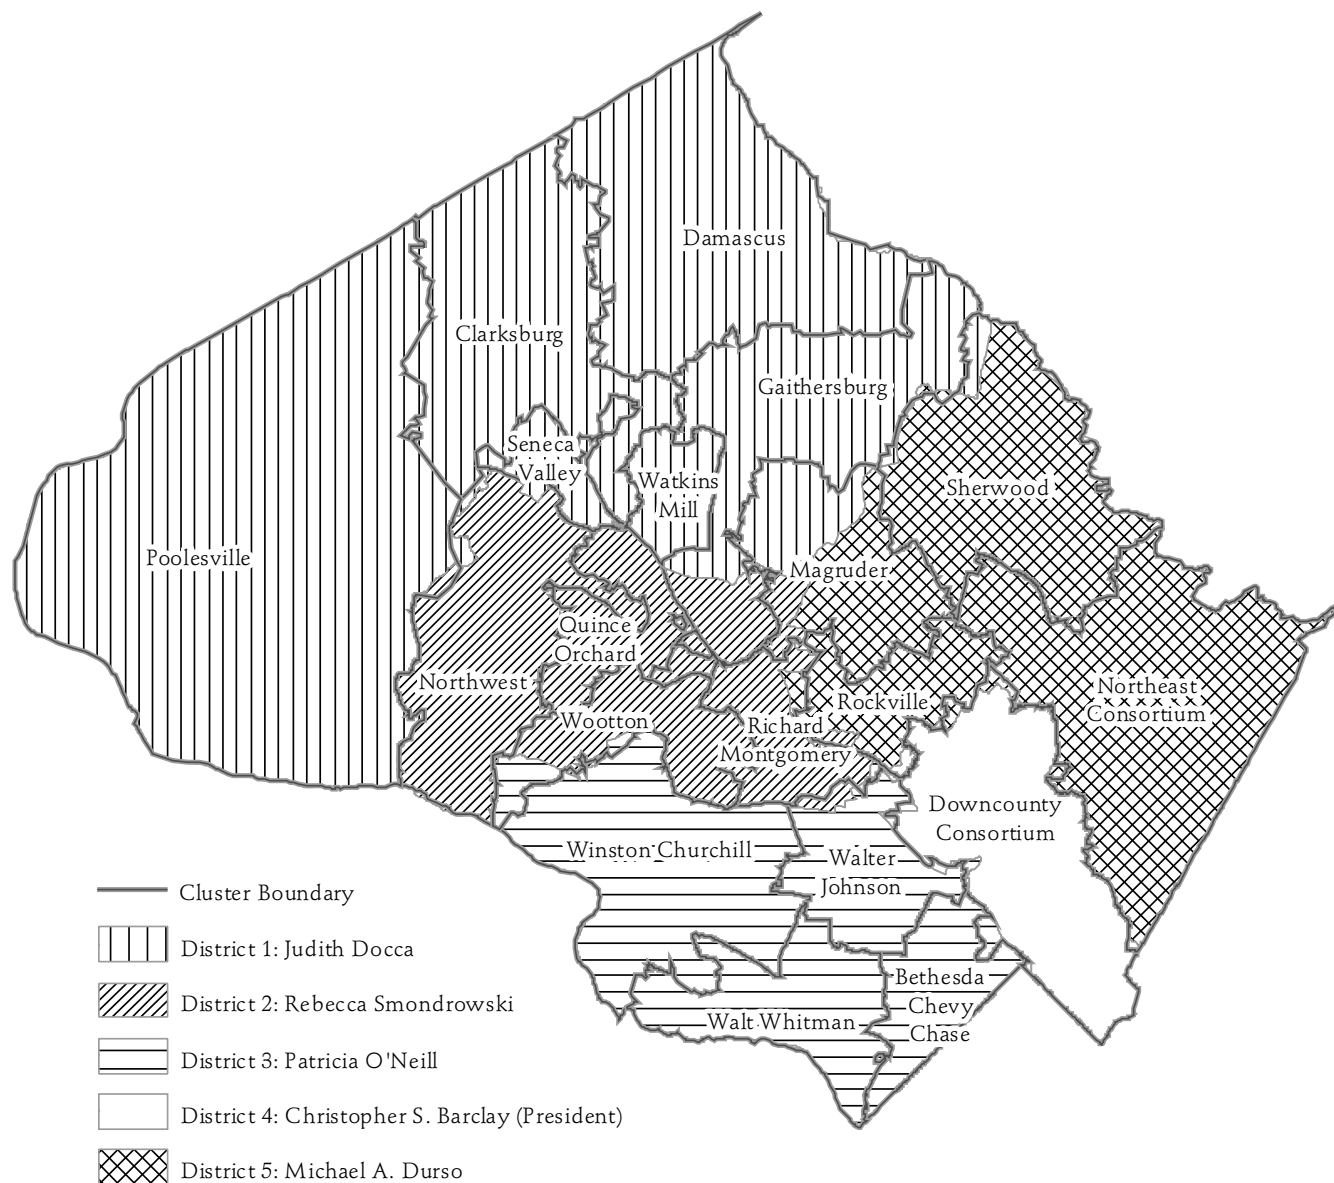 Damascus
Clarksburg
Gaithersburg
Seneca
Valley
Watkins
Mill
Sherwood
Poolesville
Magruder
Quince
Orchard
Northwest
Northeast
Consortium
Rockville
Wootton
Richard
Montgomery
Downcounty
Consortium
Winston Churchill
Walter
Johnson
Bethesda
Chevy
Chase
Walt Whitman
Cluster Boundary
District 1: Judith Docca
District 2: Rebecca Smondrowski
District 3: Patricia O'Neill
District 4: Christopher S. Barclay (President)
District 5: Michael A. Durso